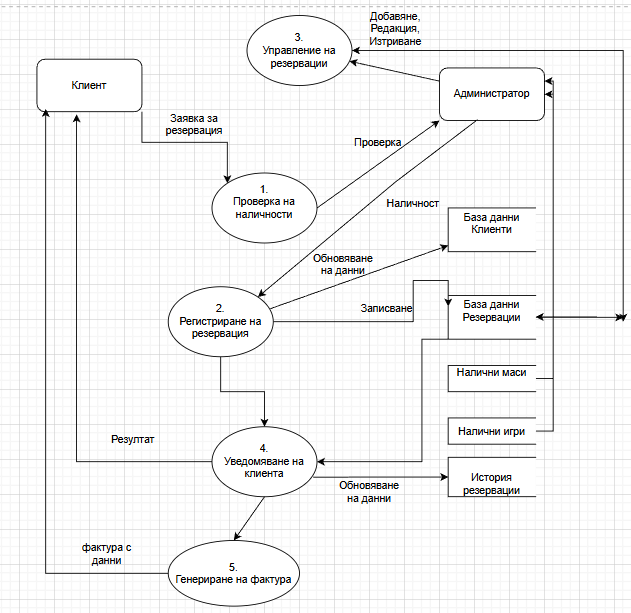 Добавяне,
Редакция,
Изтриване
3.
Управление на
резервации
Клиент
Администратор
Заявка за
резервация
Проверка
1.
Проверка на
наличности
Наличност
База данни
Клиенти
Обновяване
на данни
2.
Регистриране на
резервация
Записване
База данни
Резервации
Налични маси
Налични игри
Резултат
4.
Уведомяване на
клиента
Обновяване
на данни
История
резервации
фактура с
данни
5.
Генериране на фактура